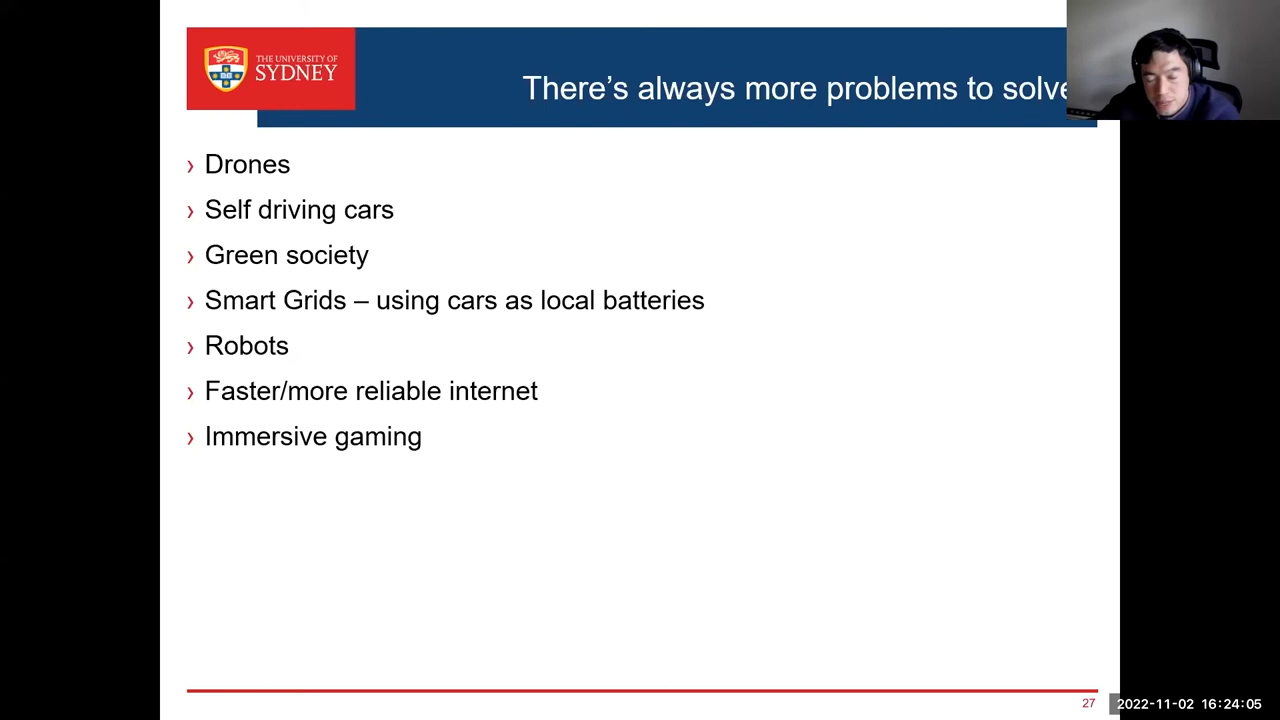 THE UNIVERSITY OF
SYDNEY
There’s always more problems to solve
› Drones
› Self driving cars
› Green society
› Smart Grids – using cars as local batteries
› Robots
› Faster/more reliable internet
› Immersive gaming
27
2022-11-02 16:24:05